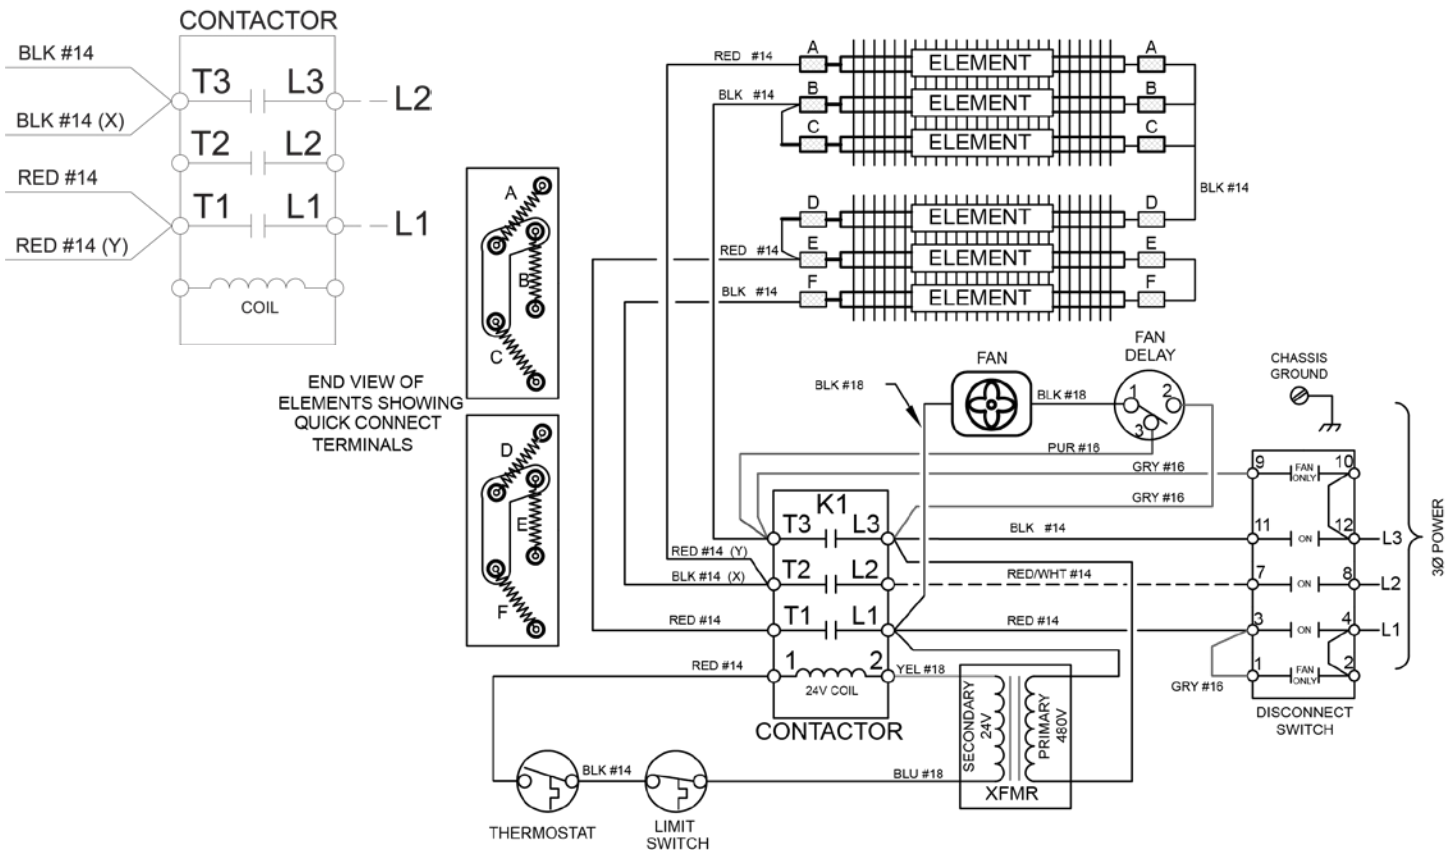 CONTACTOR
BLK #14
T3 L3
L2
BLK #14 (X)
T2 L2
RED #14
T1 L1
L1
RED #14 (Y)
COIL
A
B
C
D
E
F
END VIEW OF
ELEMENTS SHOWING
QUICK CONNECT
TERMINALS
RED #14 A ELEMENT A
BLK #14 B ELEMENT B
C ELEMENT C
BLK #14
D ELEMENT D
RED #14 E ELEMENT E
BLK #14 F ELEMENT F
FAN
DELAY
FAN
BLK #18
BLK #18
1 2
3
CHASSIS
GROUND
PUR #16
GRY #16
GRY #16
9 FAN
ONLY 10
K1
T3 L3
BLK #14
11 ON 12
L3
RED #14 (Y)
BLK #14 (X)
T2 L2
RED/WHT #14
7 ON 8
L2
RED #14
T1 L1
RED #14
3 ON 4
L1
3Ø POWER
RED #14
1 2
24V COIL
YEL #18
GRY #16
1 FAN
ONLY 2
CONTACTOR
DISCONNECT
SWITCH
SECONDARY
24V
PRIMARY
480V
XFMR
BLK #14
BLU #18
THERMOSTAT
LIMIT
SWITCH